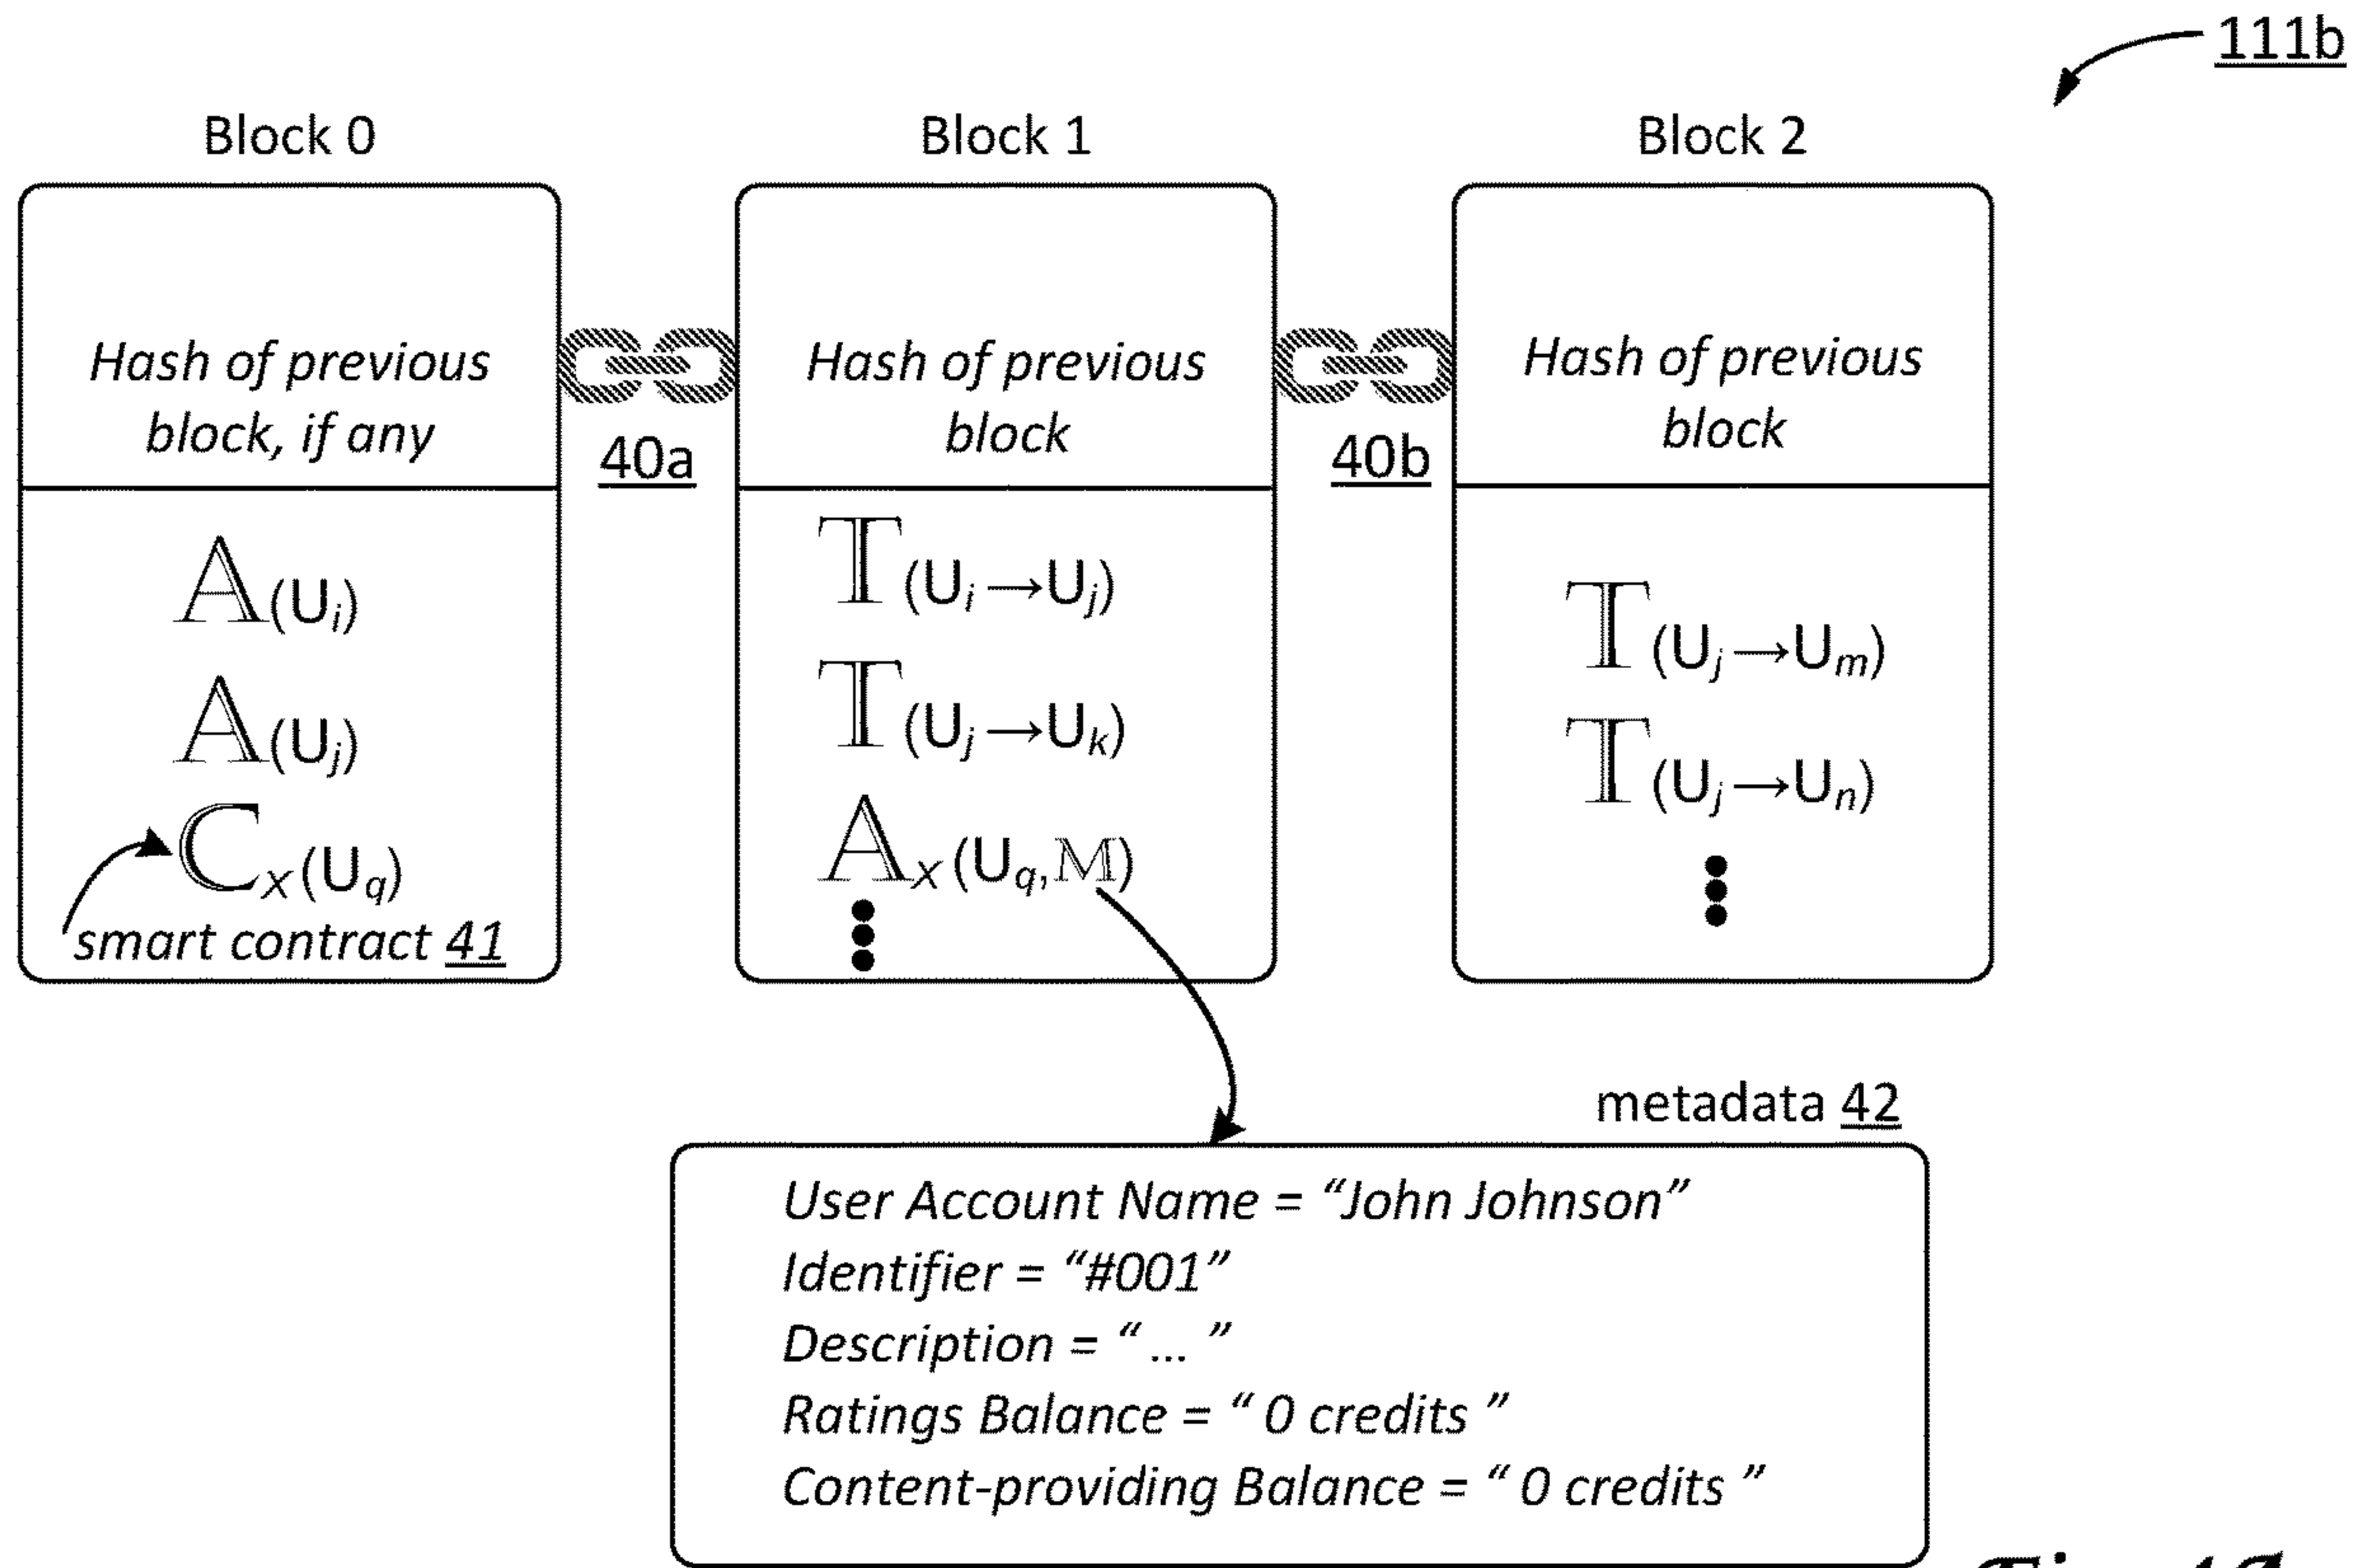 111b
Block 0
Hash of previous
block, if any
𝔸(Ui)
𝔸(Uj)
ℂx(Uq)
smart contract 41
40a
Block 1
Hash of previous
block
𝕋(Ui→Uj)
𝕋(Uj→Uk)
𝔸x(Uq,𝕄)
40b
Block 2
Hash of previous
block
𝕋(Uj→Um)
𝕋(Uj→Un)
metadata 42
User Account Name = “John Johnson”
Identifier = “#001”
Description = “ ... ”
Ratings Balance = “ 0 credits ”
Content-providing Balance = “ 0 credits ”